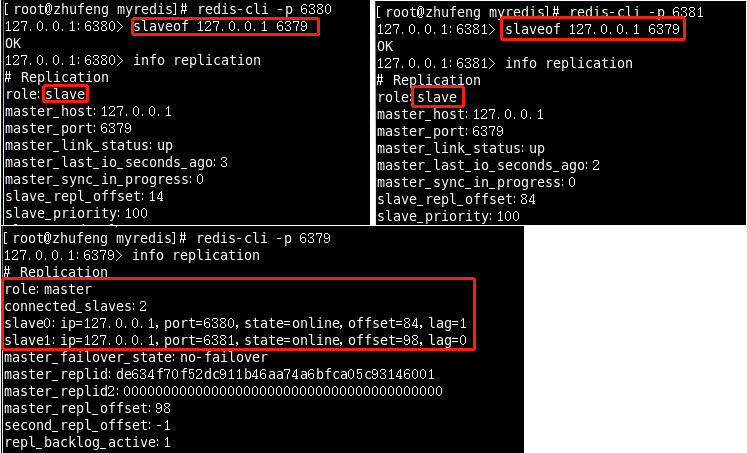 [root@zhufeng myredis]# redis-cli -p 6380
127.0.0.1:6380> slaveof 127.0.0.1 6379
OK
127.0.0.1:6380> info replication
# Replication
role:slave
master_host:127.0.0.1
master_port:6379
master_link_status:up
master_last_io_seconds_ago:3
master_sync_in_progress:0
slave_repl_offset:14
slave_priority:100
[root@zhufeng myredis]# redis-cli -p 6381
127.0.0.1:6381> slaveof 127.0.0.1 6379
OK
127.0.0.1:6381> info replication
# Replication
role:slave
master_host:127.0.0.1
master_port:6379
master_link_status:up
master_last_io_seconds_ago:2
master_sync_in_progress:0
slave_repl_offset:84
slave_priority:100
[root@zhufeng myredis]# redis-cli -p 6379
127.0.0.1:6379> info replication
# Replication
role:master
connected_slaves:2
slave0:ip=127.0.0.1,port=6380,state=online,offset=84,lag=1
slave1:ip=127.0.0.1,port=6381,state=online,offset=98,lag=0
master_failover_state:no-failover
master_replid:de634f70f52dc911b46aa74a6bfca05c93146001
master_replid2:0000000000000000000000000000000000000000
master_repl_offset:98
second_repl_offset:-1
repl_backlog_active:1